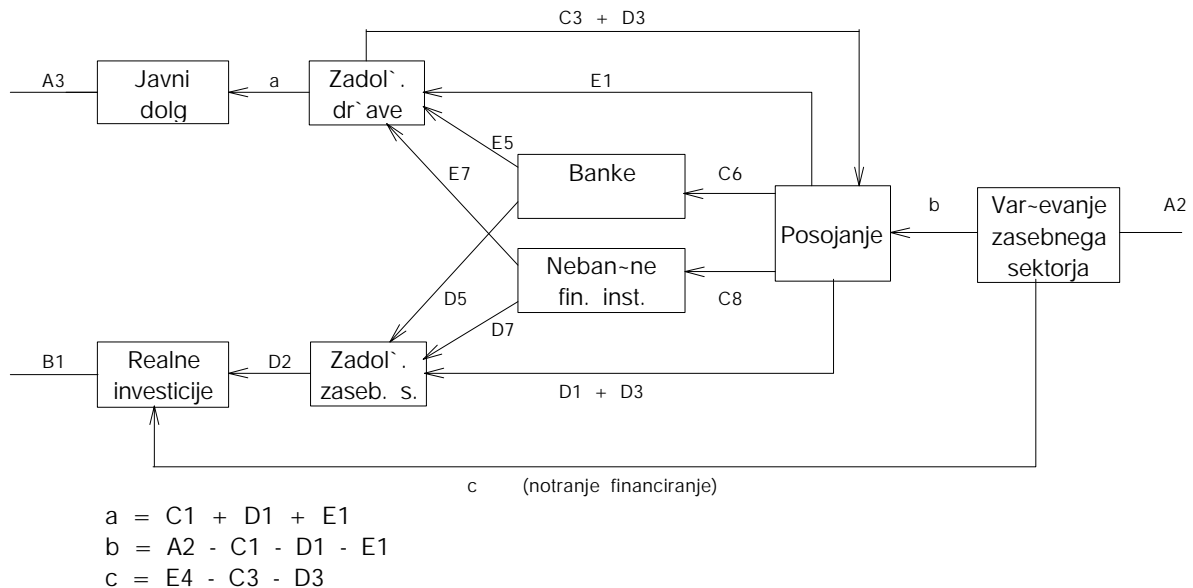 C3 + D3
A3
Javni
dolg
a
Zadol`.
dr`ave
E1
E5
E7
Banke
C6
Posojanje
b
Var~evanje
zasebnega
sektorja
A2
Neban~ne
fin. inst.
C8
D5
D7
B1
Realne
investicije
D2
Zadol`.
zaseb. s.
D1 + D3
c (notranje financiranje)
a = C1 + D1 + E1
b = A2 - C1 - D1 - E1
c = E4 - C3 - D3